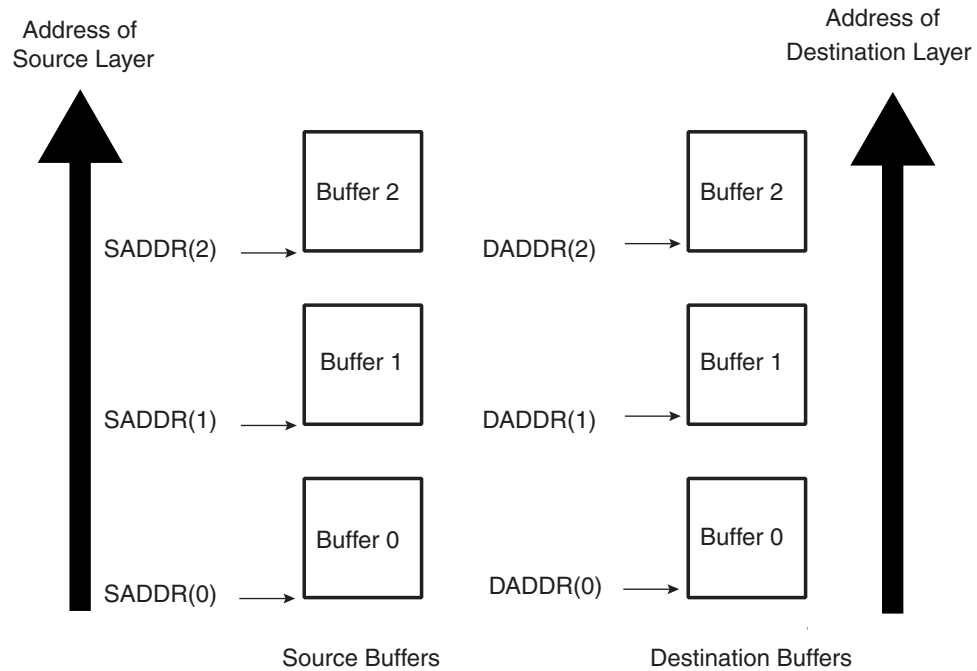 Address of
Source Layer
Address of
Destination Layer
Buffer 2
Buffer 2
SADDR(2)
DADDR(2)
Buffer 1
Buffer 1
SADDR(1)
DADDR(1)
Buffer 0
Buffer 0
SADDR(0)
DADDR(0)
Source Buffers
Destination Buffers